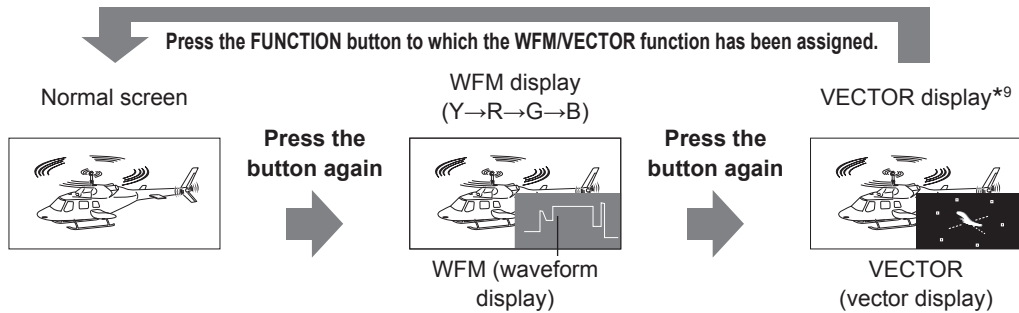 Press the FUNCTION button to which the WFM/VECTOR function has been assigned.
Normal screen
Press the
button again
WFM display
(Y→R→G→B)
WFM (waveform
display)
Press the
button again
VECTOR display*9
VECTOR
(vector display)